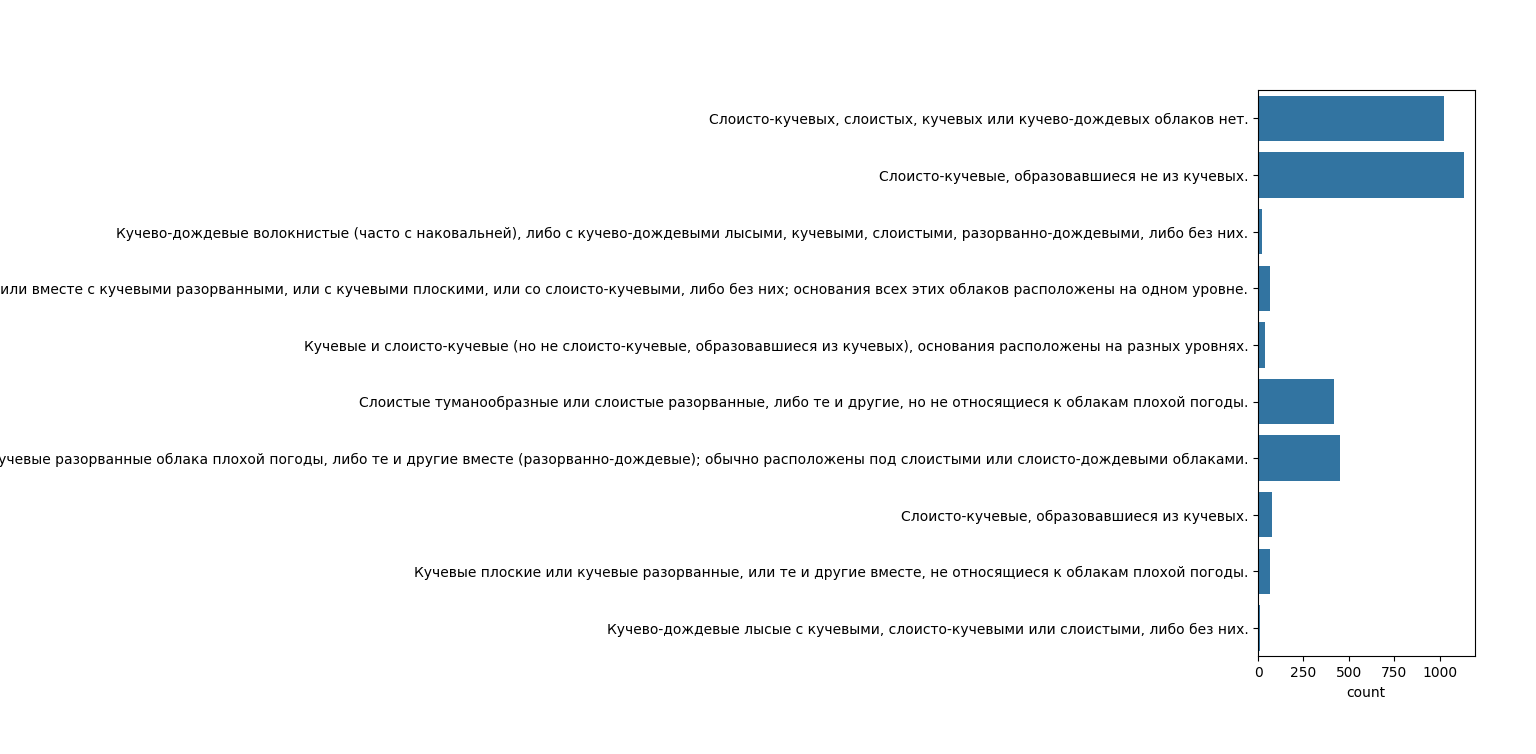 Слоисто-кучевых, слоистых, кучевых или кучево-дождевых облаков нет.
Слоисто-кучевые, образовавшиеся не из кучевых.
Кучево-дождевые волокнистые (часто с наковальней), либо с кучево-дождевыми лысыми, кучевыми, слоистыми, разорванно-дождевыми, либо без них.
или вместе с кучевыми разорванными, или с кучевыми плоскими, или со слоисто-кучевыми, либо без них; основания всех этих облаков расположены на одном уровне.
Кучевые и слоисто-кучевые (но не слоисто-кучевые, образовавшиеся из кучевых), основания расположены на разных уровнях.
Слоистые туманообразные или слоистые разорванные, либо те и другие, но не относящиеся к облакам плохой погоды.
учевые разорванные облака плохой погоды, либо те и другие вместе (разорванно-дождевые); обычно расположены под слоистыми или слоисто-дождевыми облаками.
Слоисто-кучевые, образовавшиеся из кучевых.
Кучевые плоские или кучевые разорванные, или те и другие вместе, не относящиеся к облакам плохой погоды.
Кучево-дождевые лысые с кучевыми, слоисто-кучевыми или слоистыми, либо без них.
0 250 500 750 1000
count